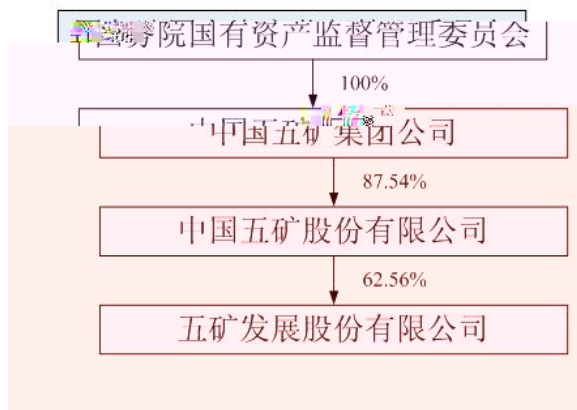 国务院国有资产监督管理委员会
100%
中国五矿集团公司
87.54%
中国五矿股份有限公司
62.56%
五矿发展股份有限公司